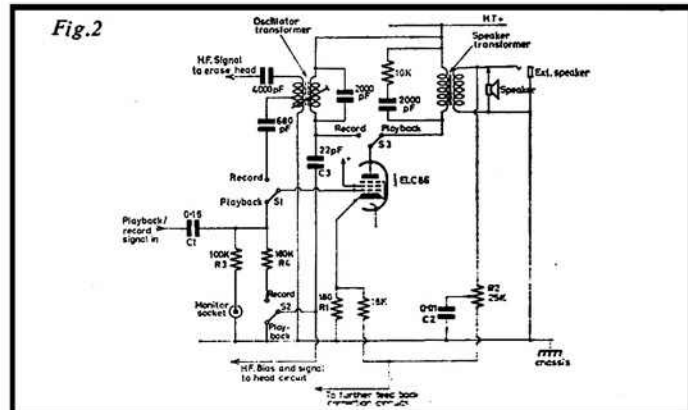 Fig.2
Oscillator
transformer
H.T+
Speaker
transformer
H.F. Signal
to erase head
4000pF
2000
pF
10K
2000
pF
Ext. speaker
Speaker
680
pF
Record
Playback
S3
22pF
C3
Record
ELC86
Playback
S1
Playback/
record
signal in
0·15
C1
100K
R3
180K
R4
Monitor
socket
Record
S2
Play-
back
180
R1
15K
0·01
C2
R2
25K
H.F. Bias and signal
to head circuit
chassis
To further feed back
correction circuits